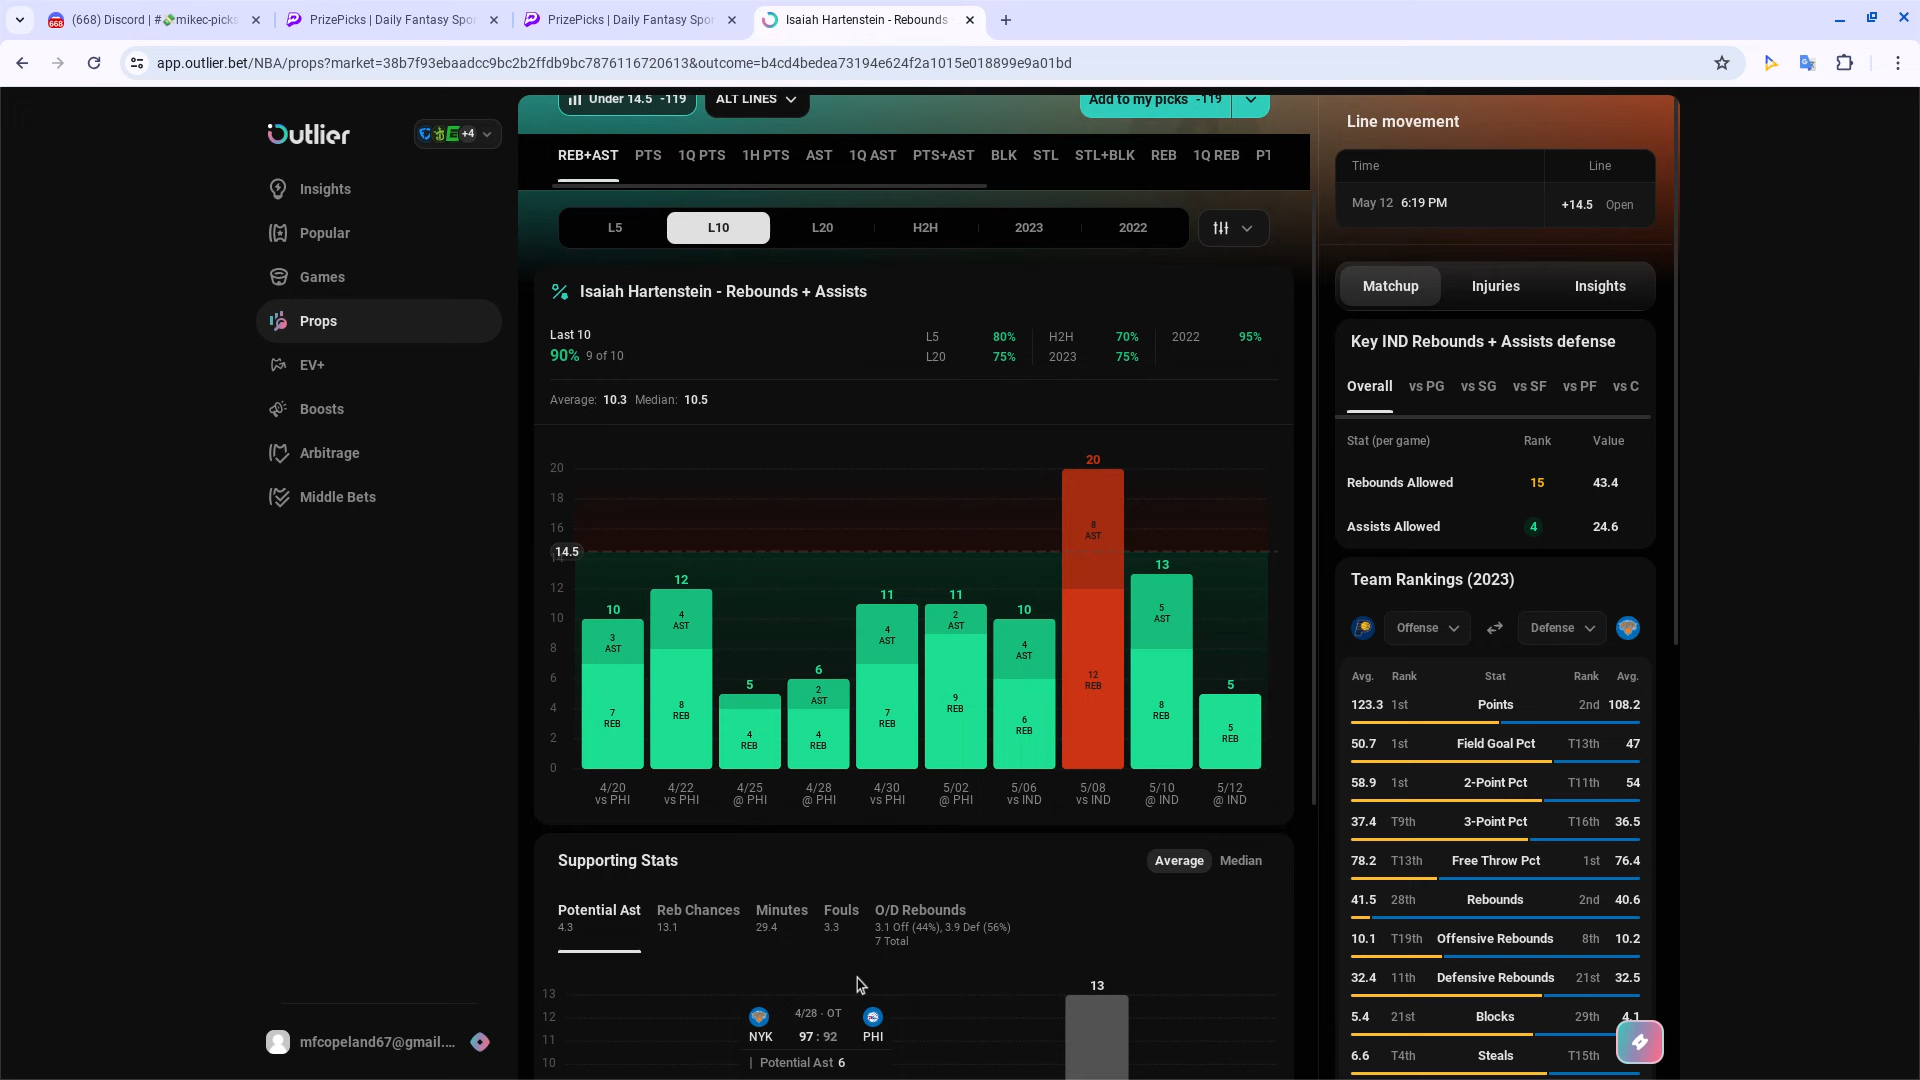 (668) Discord | #💸mikec-picks
PrizePicks | Daily Fantasy Spor
PrizePicks | Daily Fantasy Spor
Isaiah Hartenstein - Rebounds
app.outlier.bet/NBA/props?market=38b7f93ebaadcc9bc2b2ffdb9bc7876116720613&outcome=b4cd4bedea73194e624f2a1015e018899e9a01bd
Outlier
+4
Insights
Popular
Games
Props
EV+
Boosts
Arbitrage
Middle Bets
mfcopeland67@gmail....
Under 14.5 -119
ALT LINES
Add to my picks -119
REB+AST PTS 1Q PTS 1H PTS AST 1Q AST PTS+AST BLK STL STL+BLK REB 1Q REB PT
L5 L10 L20 H2H 2023 2022
Isaiah Hartenstein - Rebounds + Assists
Last 10
90% 9 of 10
L5 80% H2H 70% 2022 95%
L20 75% 2023 75%
Average: 10.3 Median: 10.5
20
18
16
14.5
12
10
8
6
4
2
0
10
3 AST
7 REB
12
4 AST
8 REB
5
4 REB
6
2 AST
4 REB
11
4 AST
7 REB
11
2 AST
9 REB
10
4 AST
6 REB
20
8 AST
12 REB
13
5 AST
8 REB
5
5 REB
4/20 4/22 4/25 4/28 4/30 5/02 5/06 5/08 5/10 5/12
vs PHI vs PHI @ PHI @ PHI vs PHI @ PHI vs IND vs IND @ IND @ IND
Supporting Stats
Average Median
Potential Ast Reb Chances Minutes Fouls O/D Rebounds
4.3 13.1 29.4 3.3 3.1 Off (44%), 3.9 Def (56%)
7 Total
13
12
11
10
13
4/28 · OT
NYK 97 : 92 PHI
Potential Ast 6
Line movement
Time Line
May 12 6:19 PM +14.5 Open
Matchup Injuries Insights
Key IND Rebounds + Assists defense
Overall vs PG vs SG vs SF vs PF vs C
Stat (per game) Rank Value
Rebounds Allowed 15 43.4
Assists Allowed 4 24.6
Team Rankings (2023)
Offense Defense
Avg. Rank Stat Rank Avg.
123.3 1st Points 2nd 108.2
50.7 1st Field Goal Pct T13th 47
58.9 1st 2-Point Pct T11th 54
37.4 T9th 3-Point Pct T16th 36.5
78.2 T13th Free Throw Pct 1st 76.4
41.5 28th Rebounds 2nd 40.6
10.1 T19th Offensive Rebounds 8th 10.2
32.4 11th Defensive Rebounds 21st 32.5
5.4 21st Blocks 29th 4.1
6.6 T4th Steals T15th